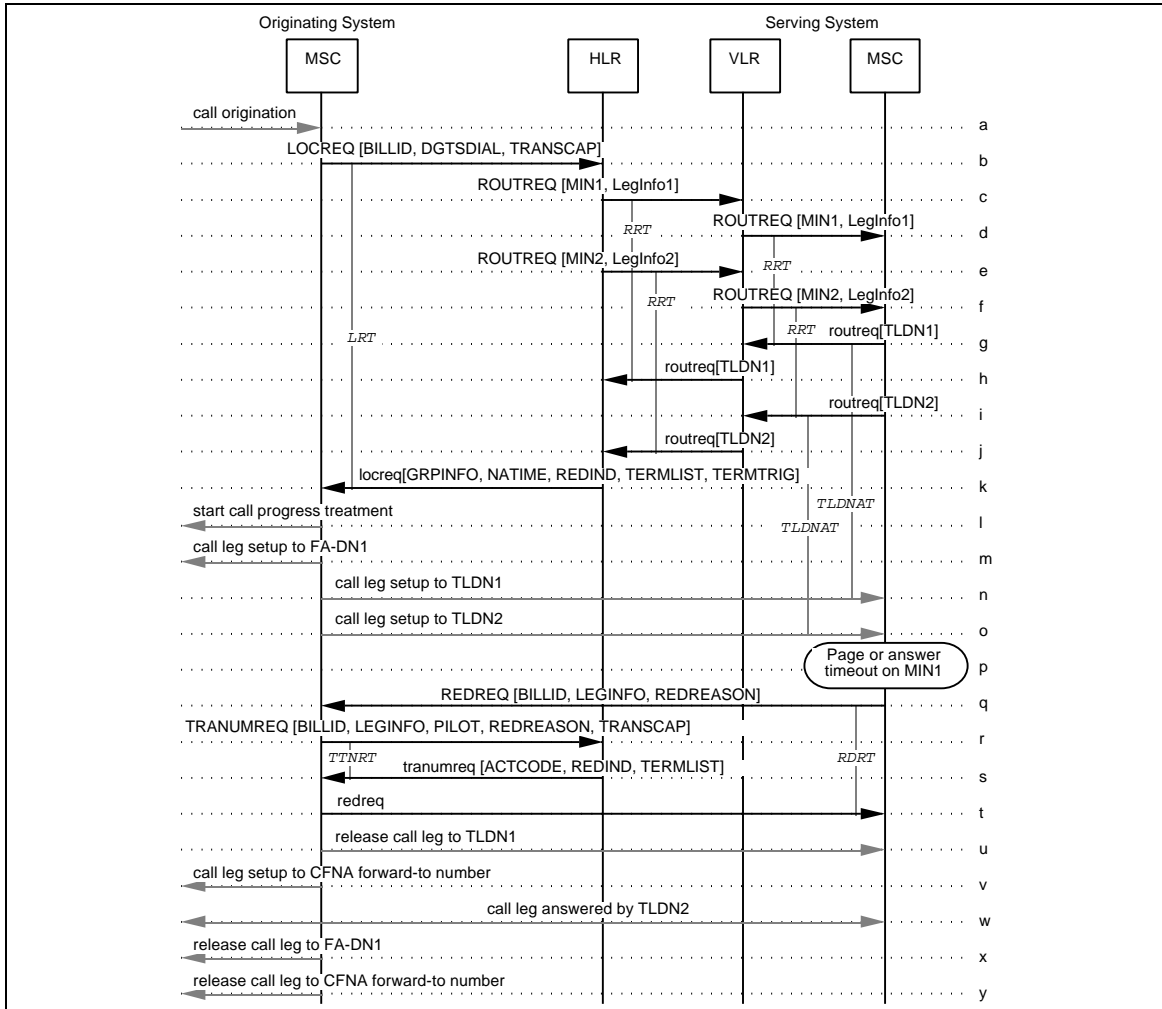 Originating System Serving System
MSC HLR VLR MSC
call origination
a
LOCREQ [BILLID, DGTSDIAL, TRANSCAP]
b
ROUTREQ [MIN1, LegInfo1]
c
RRT
ROUTREQ [MIN1, LegInfo1]
d
RRT
ROUTREQ [MIN2, LegInfo2]
e
RRT
ROUTREQ [MIN2, LegInfo2]
f
RRT
LRT
routreq[TLDN1]
g
routreq[TLDN1]
h
routreq[TLDN2]
i
routreq[TLDN2]
j
locreq[GRPINFO, NATIME, REDIND, TERMLIST, TERMTRIG]
k
TLDNAT
TLDNAT
start call progress treatment
l
call leg setup to FA-DN1
m
call leg setup to TLDN1
n
call leg setup to TLDN2
o
Page or answer
timeout on MIN1
p
REDREQ [BILLID, LEGINFO, REDREASON]
q
TRANUMREQ [BILLID, LEGINFO, PILOT, REDREASON, TRANSCAP]
r
TTNRT
RDRT
tranumreq [ACTCODE, REDIND, TERMLIST]
s
redreq
t
release call leg to TLDN1
u
call leg setup to CFNA forward-to number
v
call leg answered by TLDN2
w
release call leg to FA-DN1
x
release call leg to CFNA forward-to number
y